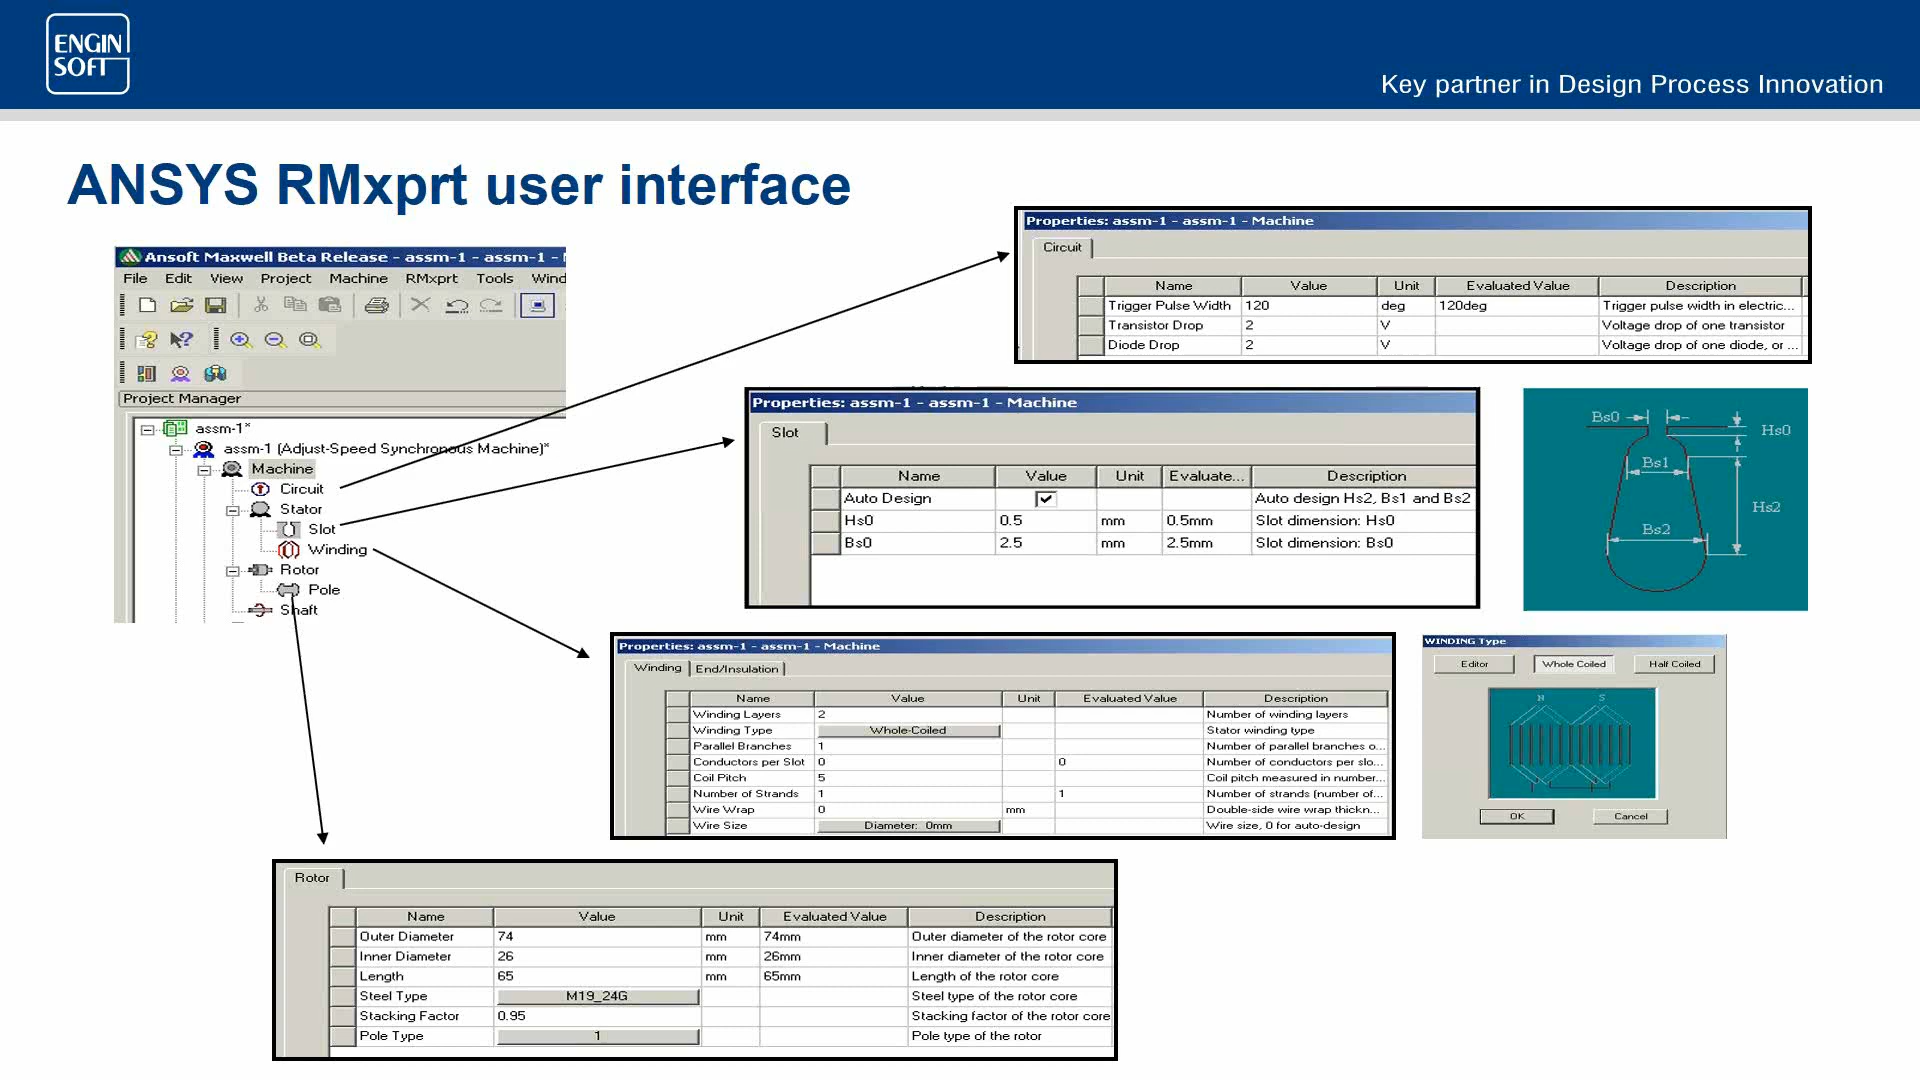 ENGIN
SOFT
Key partner in Design Process Innovation
ANSYS RMxprt user interface
Ansoft Maxwell Beta Release - assm-1 - assm-1 -
File Edit View Project Machine RMxprt Tools Wind
Project Manager
assm-1*
assm-1 (Adjust-Speed Synchronous Machine)*
Machine
Circuit
Stator
Slot
Winding
Rotor
Pole
Shaft
Properties: assm-1 - assm-1 - Machine
Circuit
Name Value Unit Evaluated Value Description
Trigger Pulse Width 120 deg 120deg Trigger pulse width in electric...
Transistor Drop 2 V Voltage drop of one transistor
Diode Drop 2 V Voltage drop of one diode, or ...
Properties: assm-1 - assm-1 - Machine
Slot
Name Value Unit Evaluate... Description
Auto Design Auto design Hs2, Bs1 and Bs2
Hs0 0.5 mm 0.5mm Slot dimension: Hs0
Bs0 2.5 mm 2.5mm Slot dimension: Bs0
Bs0
Hs0
Bs1
Hs2
Bs2
Properties: assm-1 - assm-1 - Machine
Winding End/Insulation
Name Value Unit Evaluated Value Description
Winding Layers 2 Number of winding layers
Winding Type Whole-Coiled Stator winding type
Parallel Branches 1 Number of parallel branches o...
Conductors per Slot 0 0 Number of conductors per slo...
Coil Pitch 5 Coil pitch measured in number...
Number of Strands 1 1 Number of strands (number of...
Wire Wrap 0 mm Double-side wire wrap thickn...
Wire Size Diameter: 0mm Wire size, 0 for auto-design
WINDING Type
Editor Whole Coiled Half Coiled
N S
OK Cancel
Rotor
Name Value Unit Evaluated Value Description
Outer Diameter 74 mm 74mm Outer diameter of the rotor core
Inner Diameter 26 mm 26mm Inner diameter of the rotor core
Length 65 mm 65mm Length of the rotor core
Steel Type M19_24G Steel type of the rotor core
Stacking Factor 0.95 Stacking factor of the rotor core
Pole Type 1 Pole type of the rotor